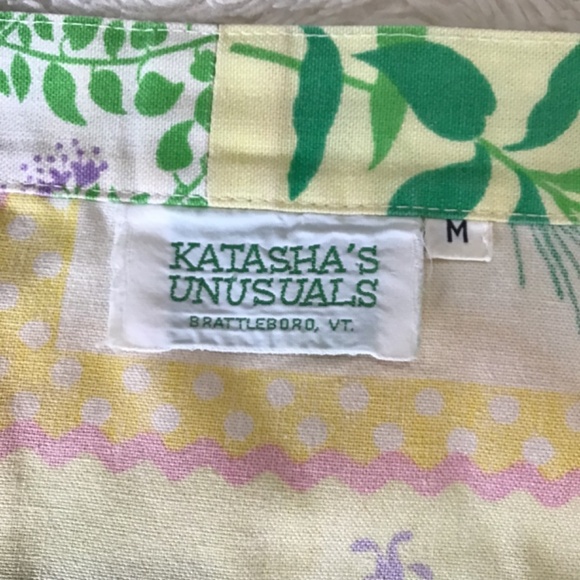 KATASHA'S
UNUSUALS
BRATTLEBORO, VT.
M